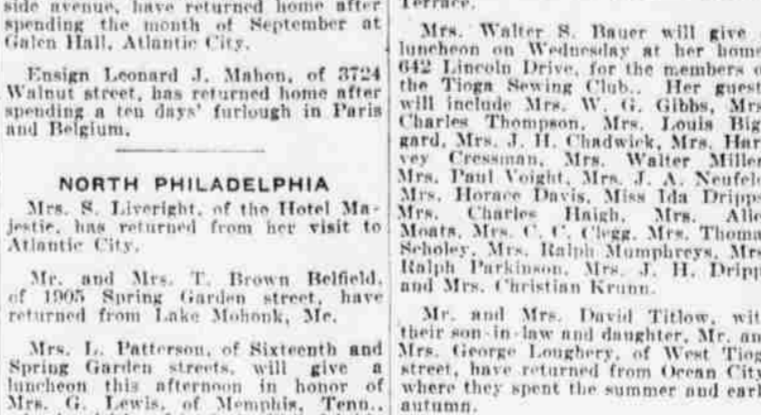 side avenue, have returned home after
spending the month of September at
Galen Hall, Atlantic City.
Ensign Leonard J. Mahon, of 3724
Walnut street, has returned home after
spending a ten days' furlough in Paris
and Belgium.
NORTH PHILADELPHIA
Mrs. S. Liveright, of the Hotel Ma-
jestic, has returned from her visit to
Atlantic City.
Mr. and Mrs. T. Brown Belfield,
of 1905 Spring Garden street, have
returned from Lake Mohonk, Me.
Mrs. L. Patterson, of Sixteenth and
Spring Garden streets, will give a
luncheon this afternoon in honor of
Mrs. G. Lewis, of Memphis, Tenn.,
Terrace.
Mrs. Walter S. Bauer will give
luncheon on Wednesday at her home
642 Lincoln Drive, for the members o
the Tioga Sewing Club.. Her guest
will include Mrs. W. G. Gibbs, Mrs
Charles Thompson, Mrs. Louis Big
gard, Mrs. J. H. Chadwick, Mrs. Har
vey Cressman, Mrs. Walter Miller
Mrs. Paul Voight, Mrs. J. A. Neufeld
Mrs. Horace Davis, Miss Ida Dripps
Mrs. Charles Haigh, Mrs. Alic
Moats, Mrs. C. C. Clegg, Mrs. Thoma
Scholey, Mrs. Ralph Mumphreys, Mrs
Ralph Parkinson, Mrs. J. H. Dripp
and Mrs. Christian Krunn.
Mr. and Mrs. David Titlow, wit
their son-in-law and daughter, Mr. an
Mrs. George Loughery, of West Tiog
street, have returned from Ocean City
where they spent the summer and earl
autumn.